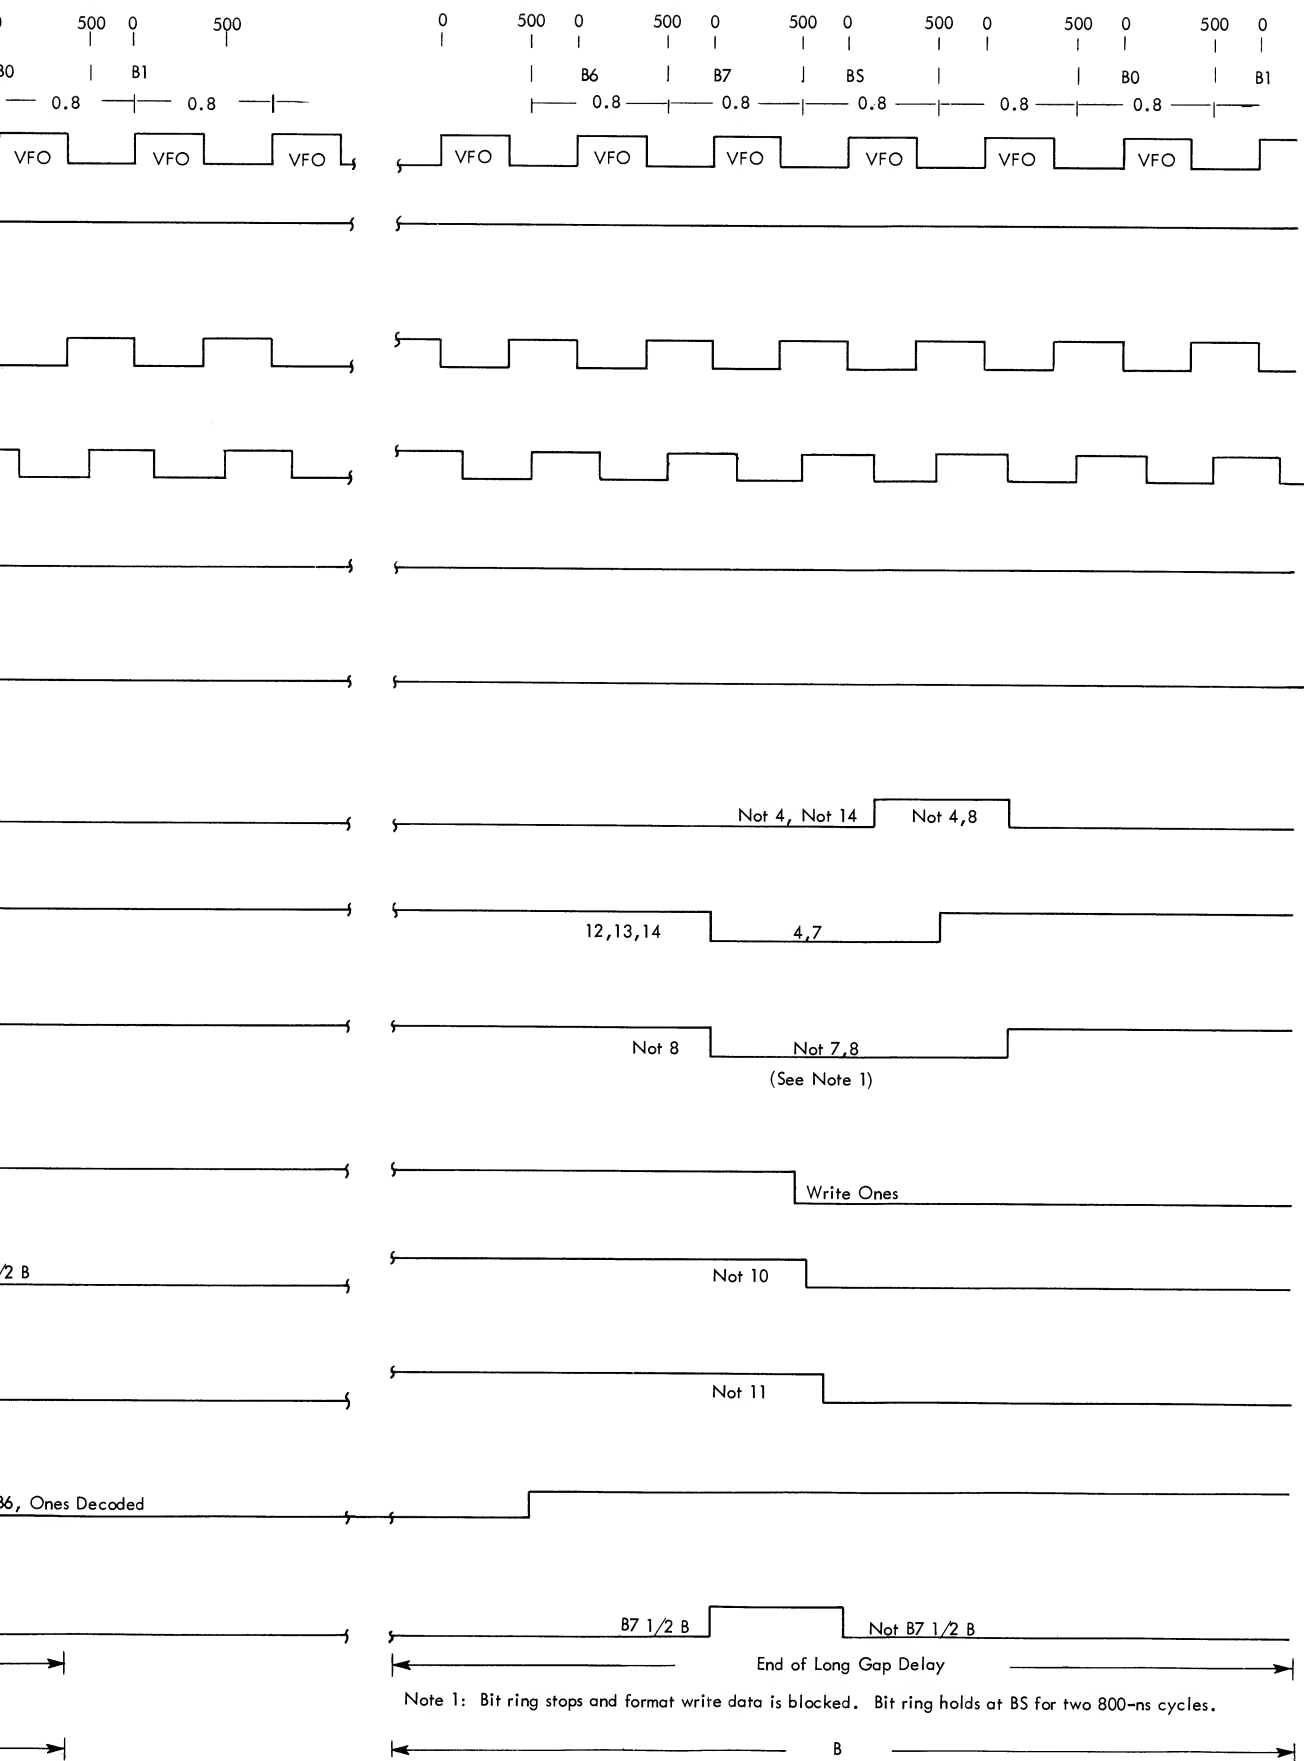 500 0 500 0 500 0 500 0 500 0 500 0 500 0 500 0
B1 B6 B7 BS B0 B1
0.8 0.8 0.8 0.8 0.8 0.8 0.8
VFO VFO VFO VFO VFO VFO VFO VFO VFO
Not 4, Not 14 Not 4,8
12,13,14 4,7
Not 8 Not 7,8
(See Note 1)
Write Ones
/2 B Not 10
Not 11
36, Ones Decoded
B7 1/2 B Not B7 1/2 B
End of Long Gap Delay
Note 1: Bit ring stops and format write data is blocked. Bit ring holds at BS for two 800-ns cycles.
B